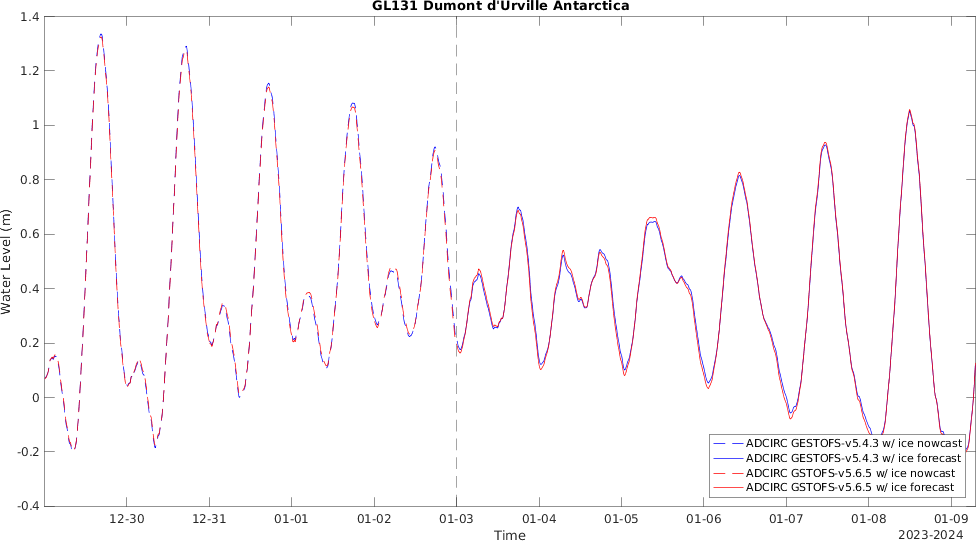 GL131 Dumont d'Urville Antarctica
1.4
1.2
1
0.8
0.6
0.4
0.2
0
-0.2
-0.4
Water Level (m)
12-30 12-31 01-01 01-02 01-03 01-04 01-05 01-06 01-07 01-08 01-09
Time
2023-2024
ADCIRC GESTOFS-v5.4.3 w/ ice nowcast
ADCIRC GESTOFS-v5.4.3 w/ ice forecast
ADCIRC GSTOFS-v5.6.5 w/ ice nowcast
ADCIRC GSTOFS-v5.6.5 w/ ice forecast